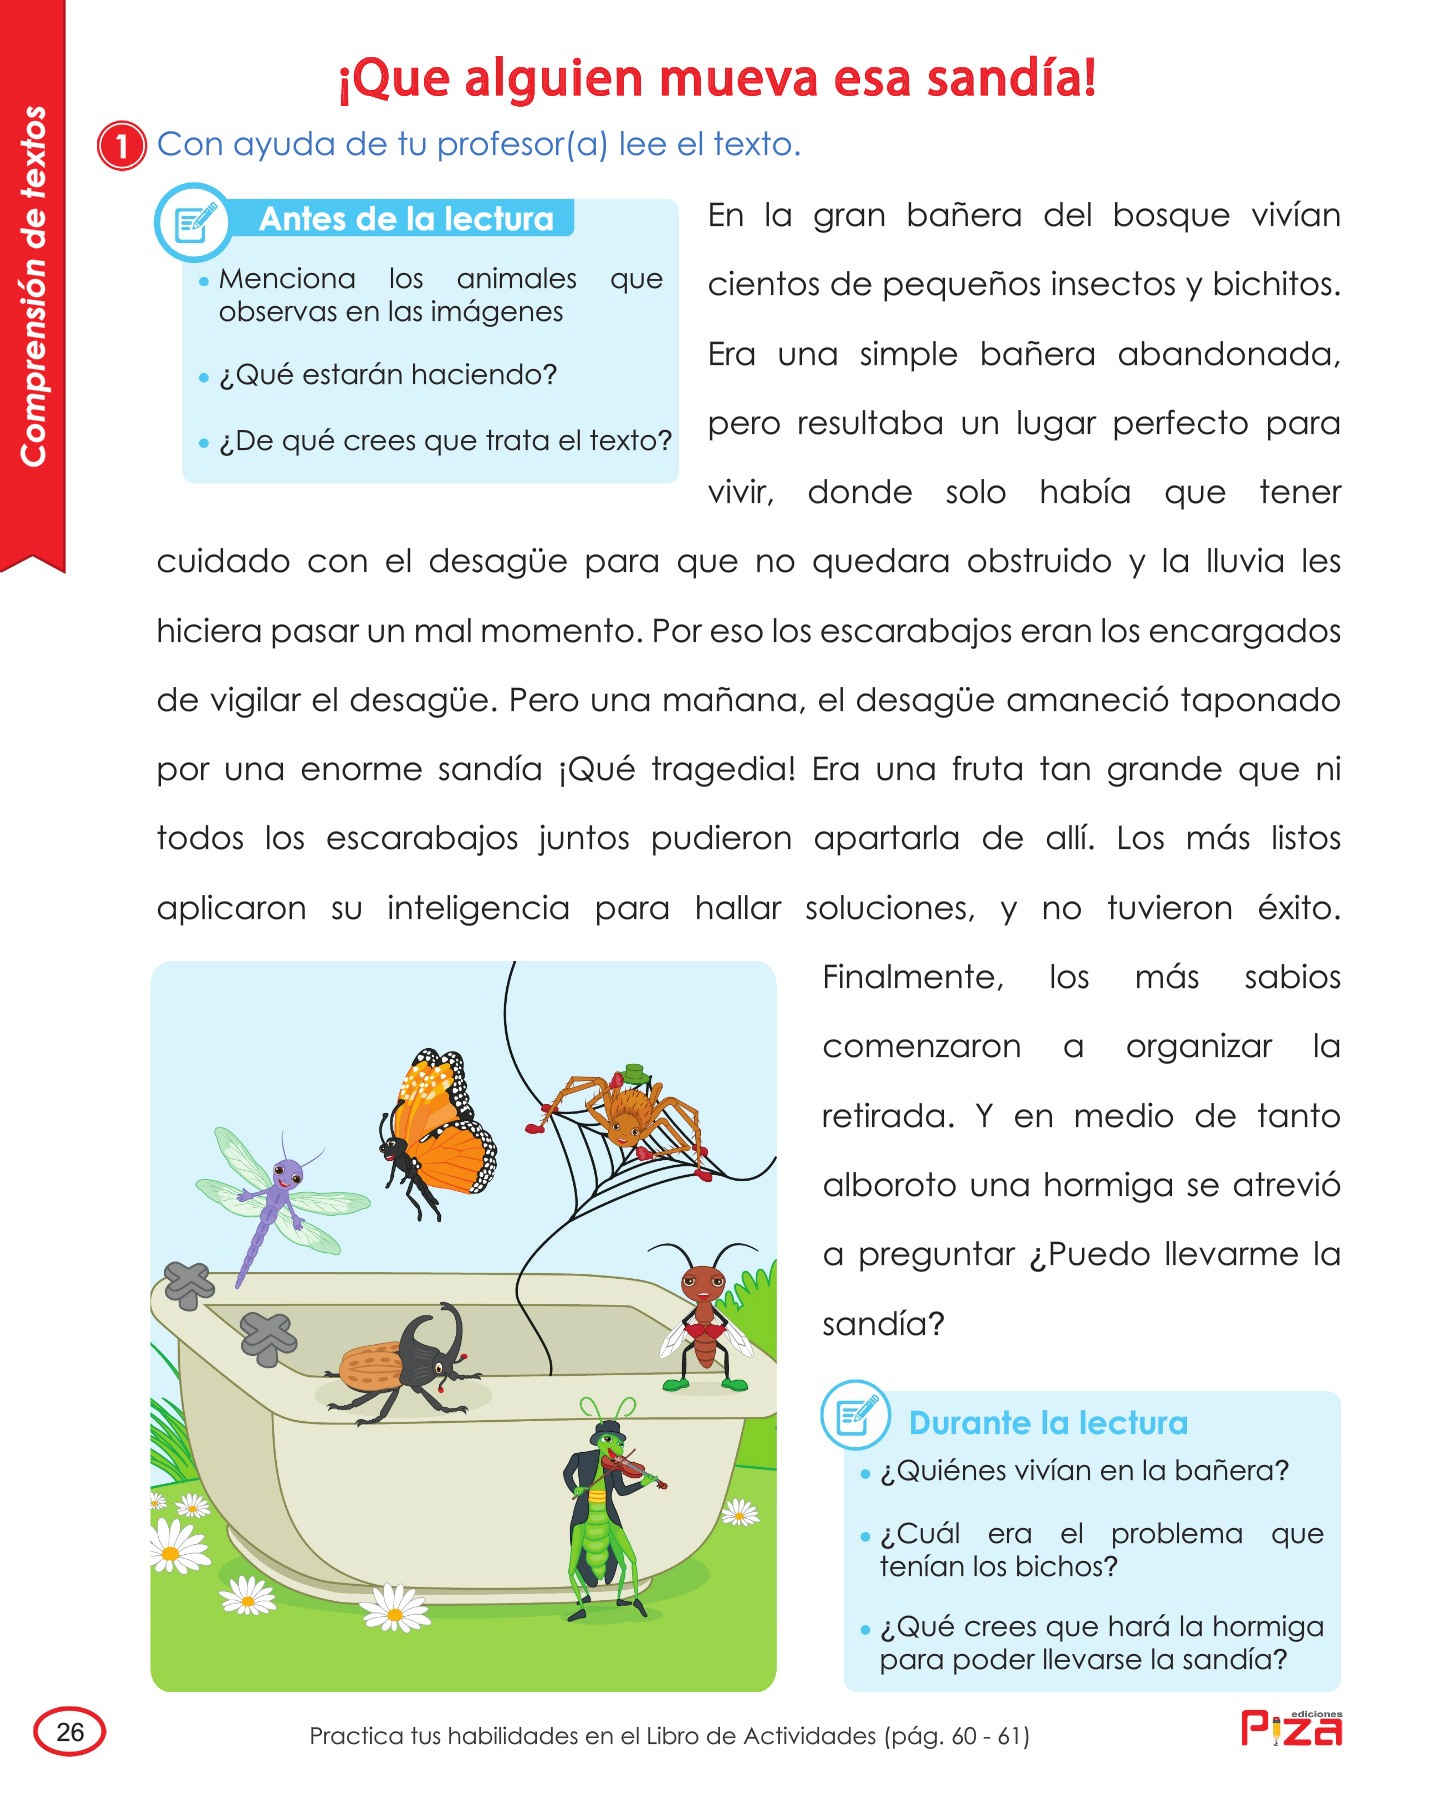 Comprensión de textos
¡Que alguien mueva esa sandía!
1 Con ayuda de tu profesor(a) lee el texto.
Antes de la lectura
• Menciona los animales que
observas en las imágenes
• ¿Qué estarán haciendo?
• ¿De qué crees que trata el texto?
En la gran bañera del bosque vivían
cientos de pequeños insectos y bichitos.
Era una simple bañera abandonada,
pero resultaba un lugar perfecto para
vivir, donde solo había que tener
cuidado con el desagüe para que no quedara obstruido y la lluvia les
hiciera pasar un mal momento. Por eso los escarabajos eran los encargados
de vigilar el desagüe. Pero una mañana, el desagüe amaneció taponado
por una enorme sandía ¡Qué tragedia! Era una fruta tan grande que ni
todos los escarabajos juntos pudieron apartarla de allí. Los más listos
aplicaron su inteligencia para hallar soluciones, y no tuvieron éxito.
Finalmente, los más sabios
comenzaron a organizar la
retirada. Y en medio de tanto
alboroto una hormiga se atrevió
a preguntar ¿Puedo llevarme la
sandía?
Durante la lectura
• ¿Quiénes vivían en la bañera?
• ¿Cuál era el problema que
tenían los bichos?
• ¿Qué crees que hará la hormiga
para poder llevarse la sandía?
26
Practica tus habilidades en el Libro de Actividades (pág. 60 - 61)
ediciones
Piza